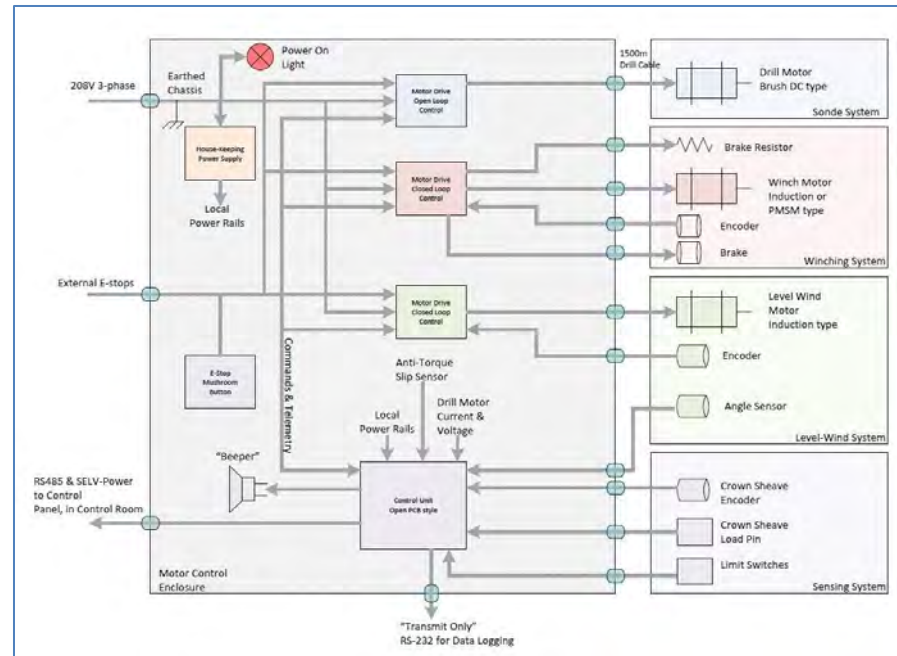 Power On
Light
1500m
Drill Cable
208V 3-phase
Earthed
Chassis
Motor Drive
Open Loop
Control
Drill Motor
Brush DC type
Sonde System
House-Keeping
Power Supply
Local
Power Rails
Motor Drive
Closed Loop
Control
Brake Resistor
Winch Motor
Induction or
PMSM type
Encoder
Brake
Winching System
External E-stops
Motor Drive
Closed Loop
Control
Level Wind
Motor
Induction type
Encoder
Angle Sensor
Level-Wind System
E-Stop
Mushroom
Button
Commands & Telemetry
Anti-Torque
Slip Sensor
Local
Power Rails
Drill Motor
Current &
Voltage
"Beeper"
RS485 & SELV-Power
to Control
Panel, in Control Room
Control Unit
Open PCB style
Crown Sheave
Encoder
Crown Sheave
Load Pin
Limit Switches
Sensing System
Motor Control
Enclosure
"Transmit Only"
RS-232 for Data Logging